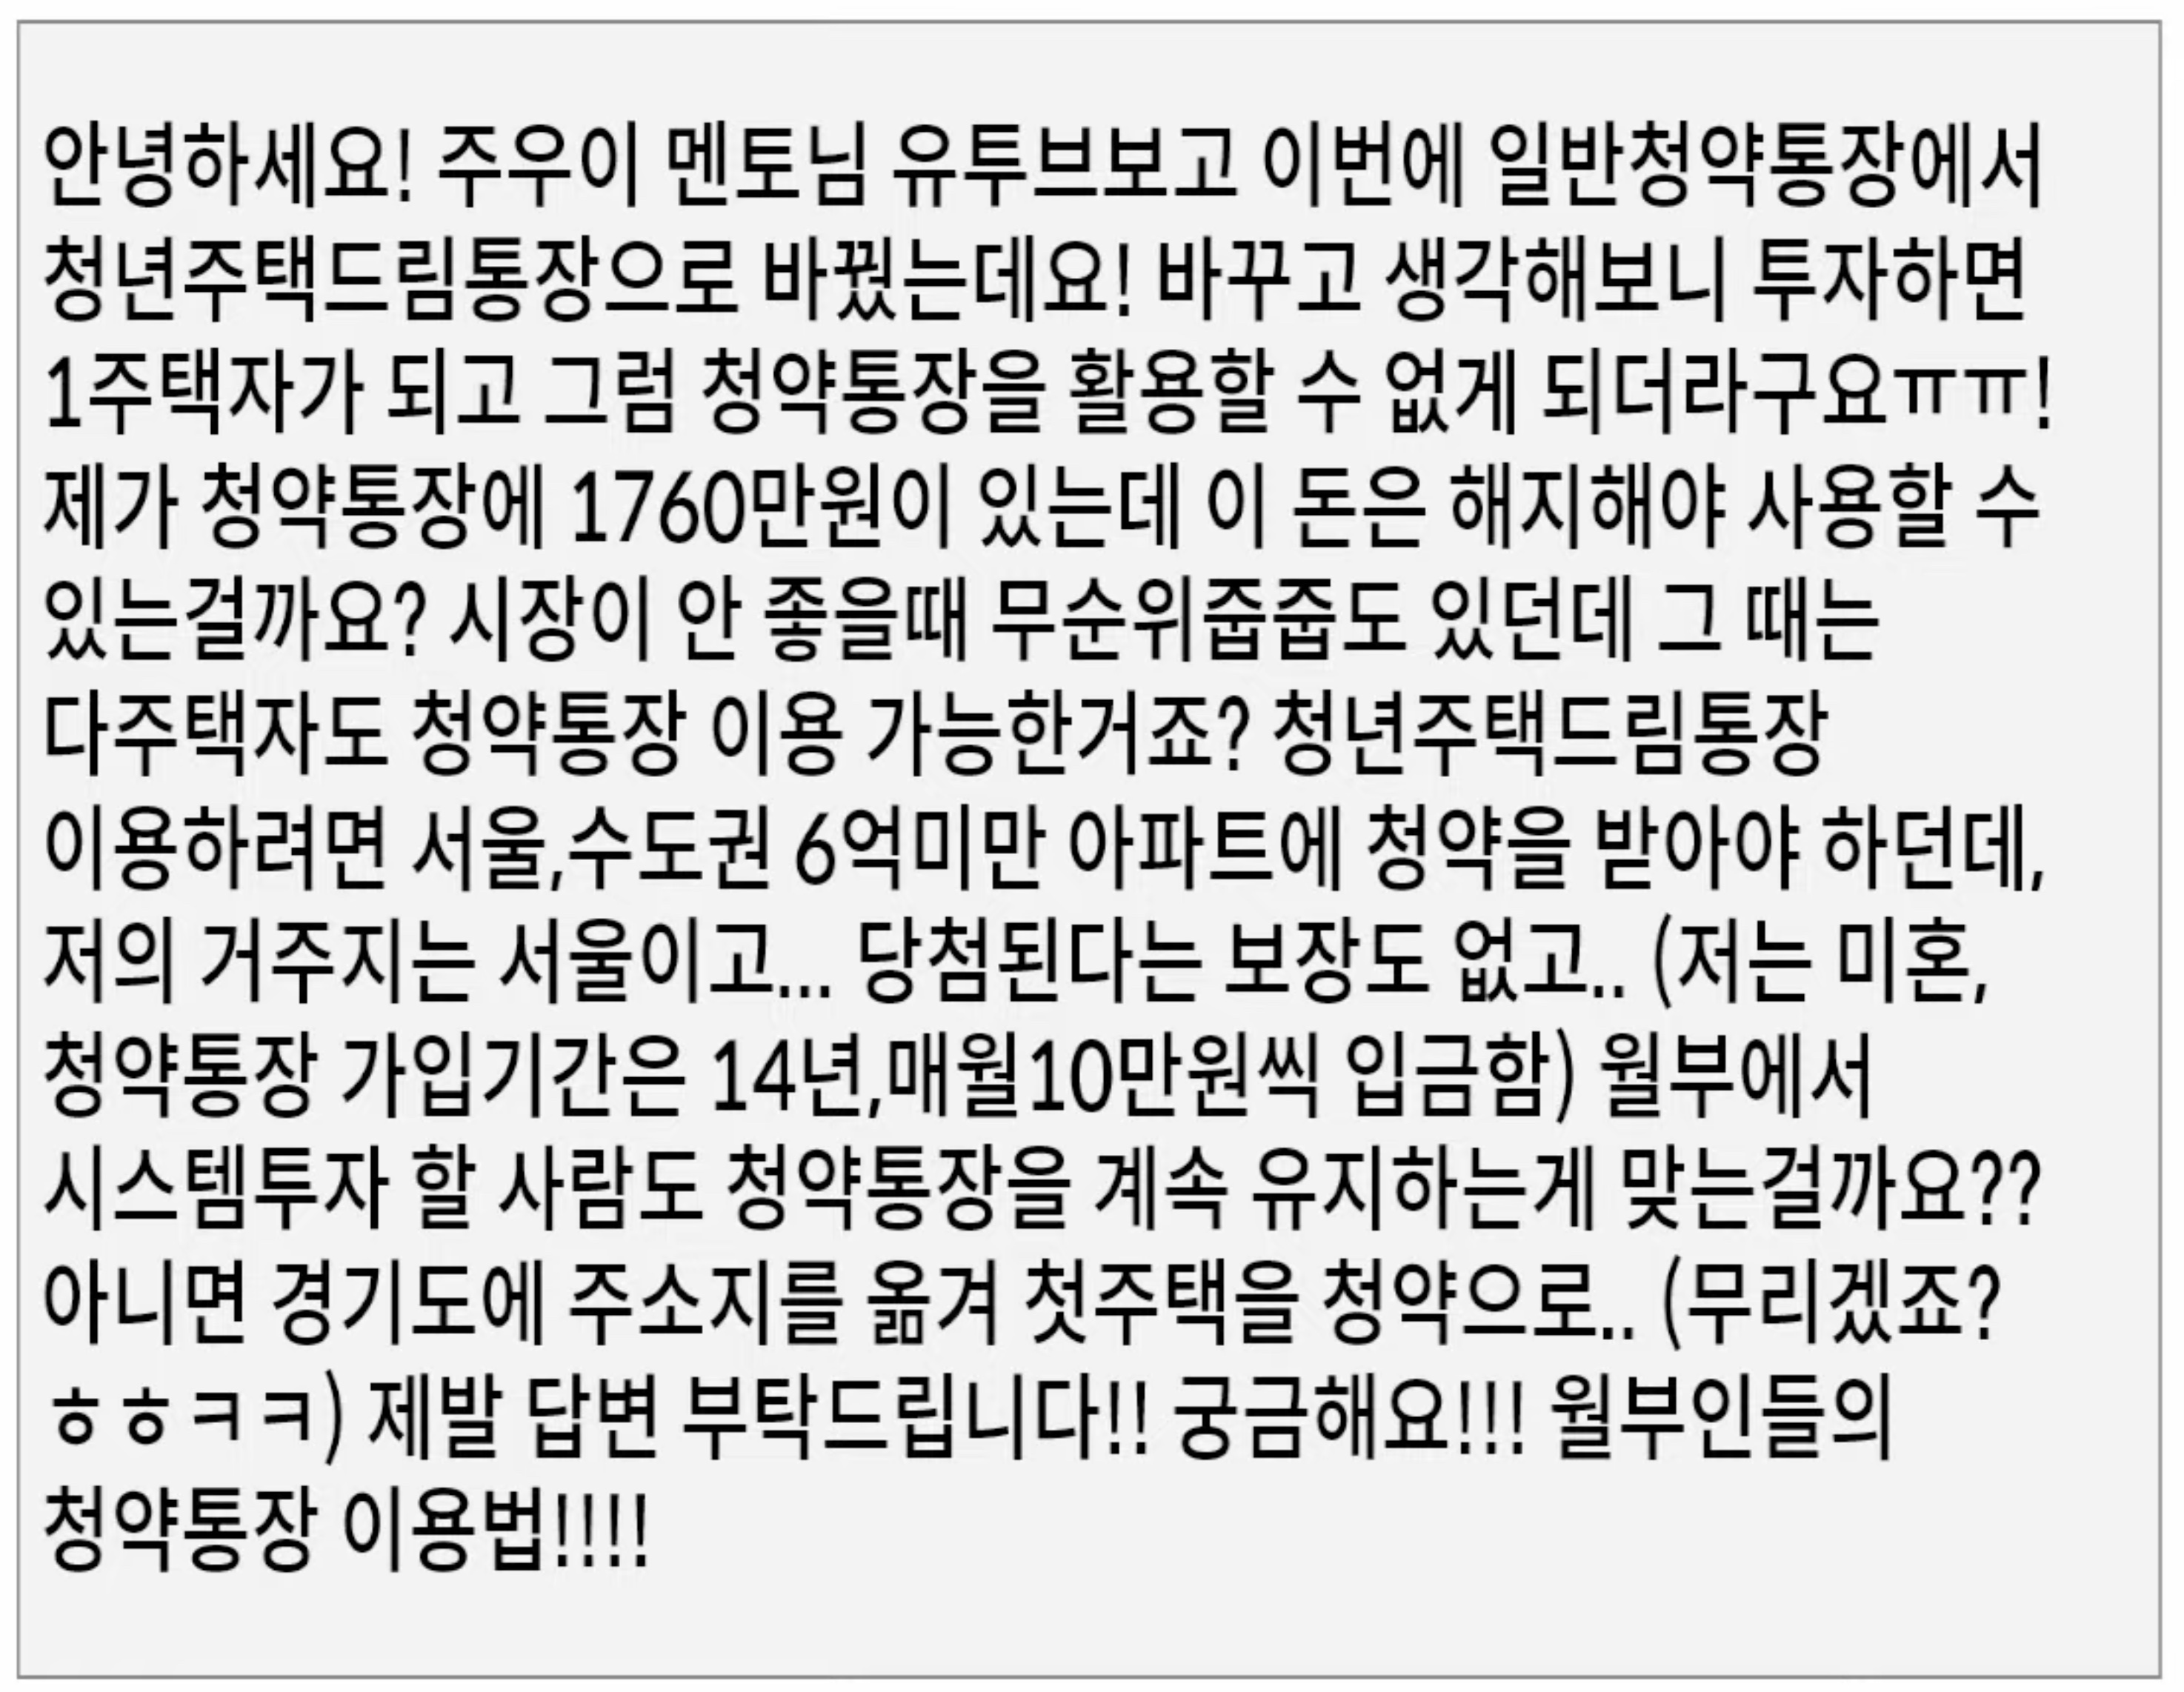 안녕하세요! 주우이 멘토님 유투브보고 이번에 일반청약통장에서
청년주택드림통장으로 바꿨는데요! 바꾸고 생각해보니 투자하면
1주택자가 되고 그럼 청약통장을 활용할 수 없게 되더라구요ㅠㅠ!
제가 청약통장에 1760만원이 있는데 이 돈은 해지해야 사용할 수
있는걸까요? 시장이 안 좋을때 무순위줍줍도 있던데 그 때는
다주택자도 청약통장 이용 가능한거죠? 청년주택드림통장
이용하려면 서울,수도권 6억미만 아파트에 청약을 받아야 하던데,
저의 거주지는 서울이고... 당첨된다는 보장도 없고.. (저는 미혼,
청약통장 가입기간은 14년,매월10만원씩 입금함) 월부에서
시스템투자 할 사람도 청약통장을 계속 유지하는게 맞는걸까요??
아니면 경기도에 주소지를 옮겨 첫주택을 청약으로.. (무리겠죠?
ㅎㅎㅋㅋ) 제발 답변 부탁드립니다!! 궁금해요!!! 월부인들의
청약통장 이용법!!!!